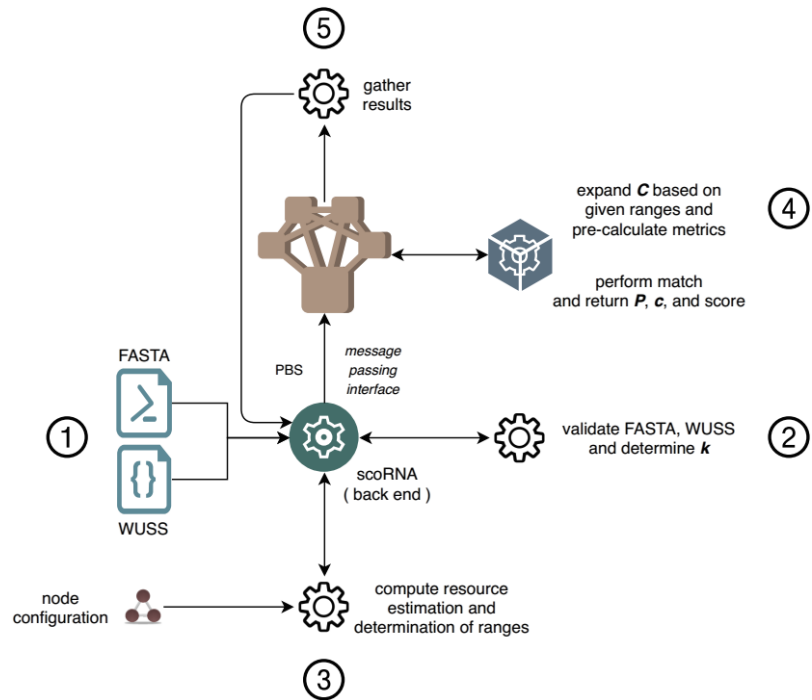 5
gather
results
expand C based on
given ranges and
pre-calculate metrics
4
perform match
and return P, c, and score
FASTA
PBS
message
passing
interface
1
validate FASTA, WUSS
and determine k
2
scoRNA
( back end )
WUSS
node
configuration
compute resource
estimation and
determination of ranges
3